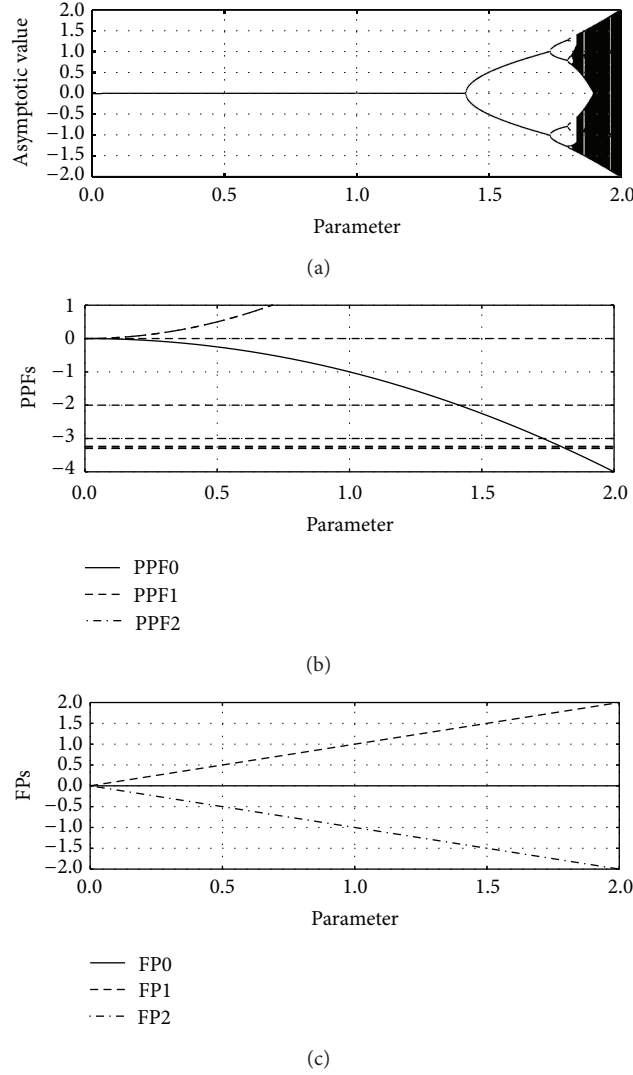 2.0
1.5
1.0
0.5
0.0
−0.5
−1.0
−1.5
−2.0
Asymptotic value
0.0 0.5 1.0 1.5 2.0
Parameter
(a)
1
0
−1
−2
−3
−4
PPFs
0.0 0.5 1.0 1.5 2.0
Parameter
PPF0
PPF1
PPF2
(b)
2.0
1.5
1.0
0.5
0.0
−0.5
−1.0
−1.5
−2.0
FPs
0.0 0.5 1.0 1.5 2.0
Parameter
FP0
FP1
FP2
(c)